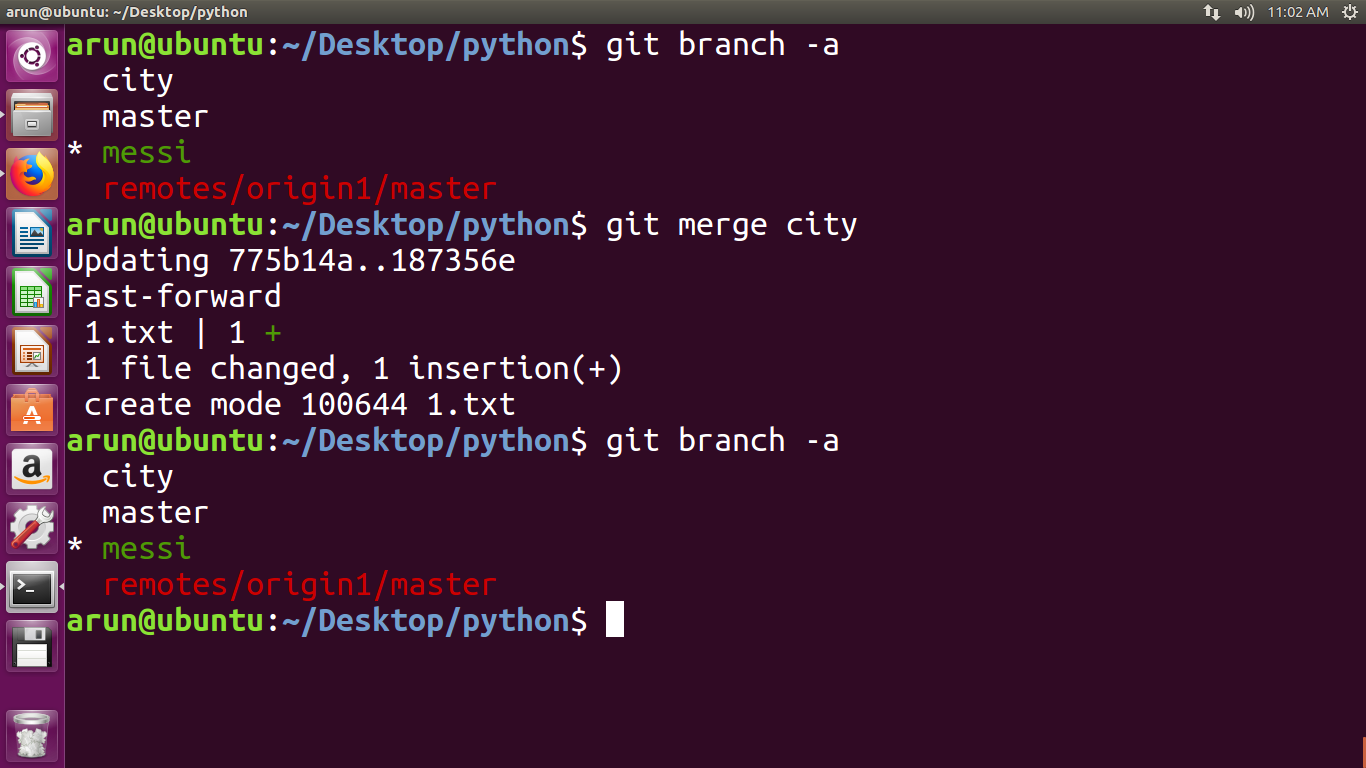 arun@ubuntu: ~/Desktop/python 11:02 AM
arun@ubuntu:~/Desktop/python$ git branch -a
  city
  master
* messi
  remotes/origin1/master
arun@ubuntu:~/Desktop/python$ git merge city
Updating 775b14a..187356e
Fast-forward
 1.txt | 1 +
 1 file changed, 1 insertion(+)
 create mode 100644 1.txt
arun@ubuntu:~/Desktop/python$ git branch -a
  city
  master
* messi
  remotes/origin1/master
arun@ubuntu:~/Desktop/python$